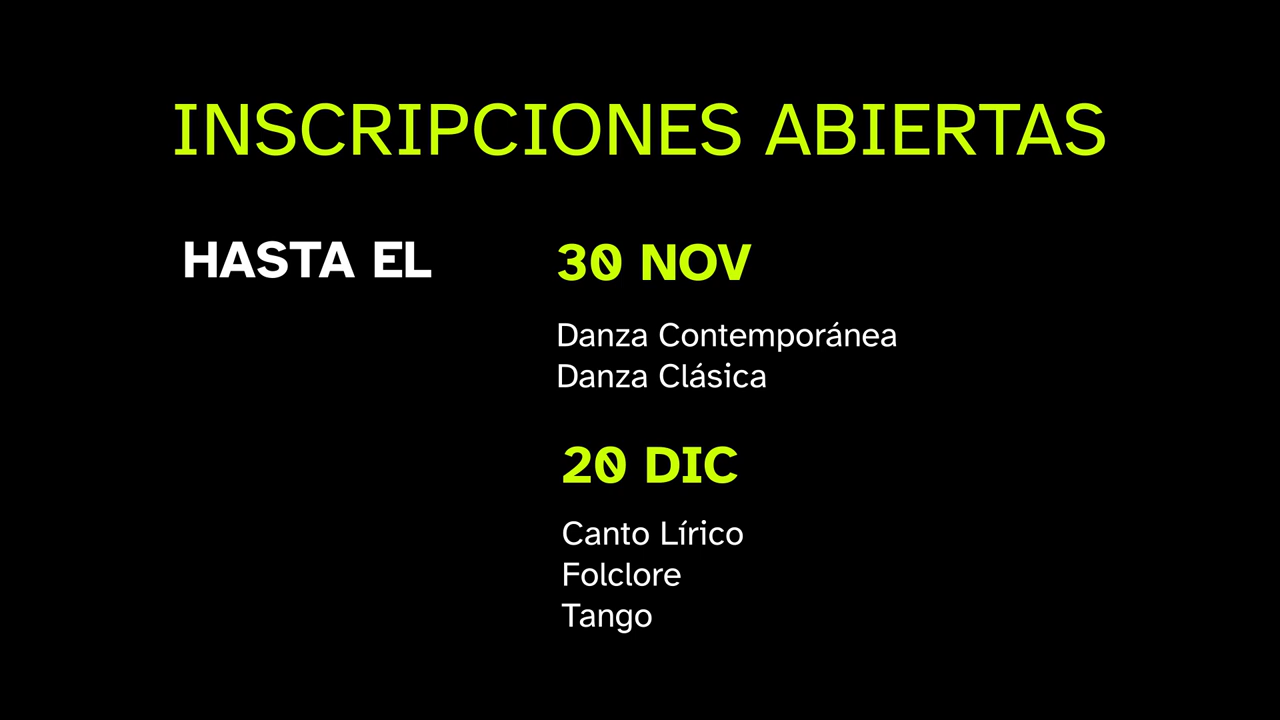 INSCRIPCIONES ABIERTAS
HASTA EL
30 NOV
Danza Contemporánea
Danza Clásica
20 DIC
Canto Lírico
Folclore
Tango